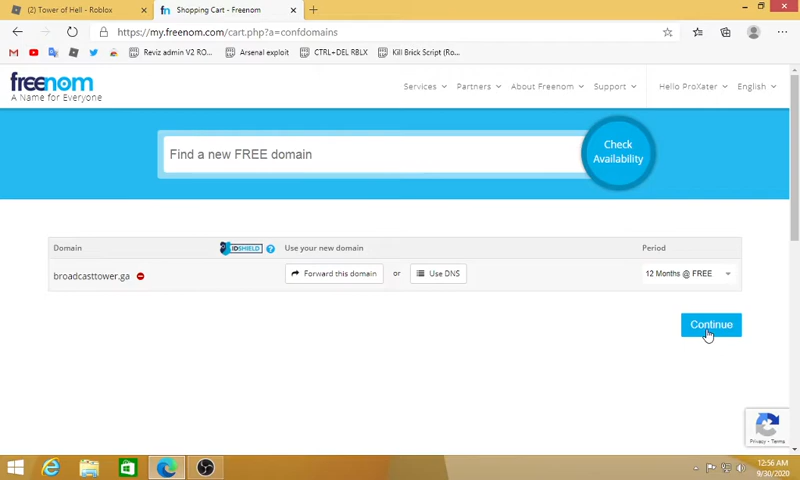 (2) Tower of Hell - Roblox
Shopping Cart - Freenom
https://my.freenom.com/cart.php?a=confdomains
Reviz admin V2 RO...
Arsenal exploit
CTRL+DEL RBLX
Kill Brick Script (Ro...
freenom
A Name for Everyone
Services
Partners
About Freenom
Support
Hello ProXater
English
Find a new FREE domain
Check
Availability
Domain
IDSHIELD
Use your new domain
Period
broadcasttower.ga
Forward this domain
or
Use DNS
12 Months @ FREE
Continue
Privacy - Terms
12:56 AM
9/30/2020